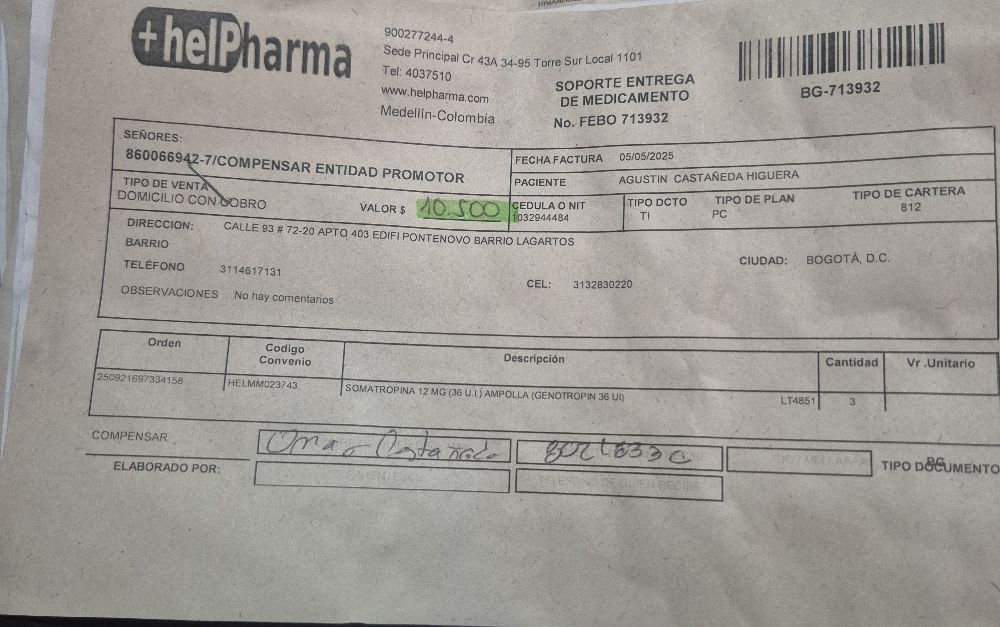 +helPharma
900277244-4
Sede Principal Cr 43A 34-95 Torre Sur Local 1101
Tel: 4037510
www.helpharma.com
Medellín-Colombia
SOPORTE ENTREGA
DE MEDICAMENTO
No. FEBO 713932
BG-713932
SEÑORES:
860066942-7/COMPENSAR ENTIDAD PROMOTOR
FECHA FACTURA 05/05/2025
PACIENTE AGUSTIN CASTAÑEDA HIGUERA
TIPO DE VENTA
DOMICILIO CON COBRO
VALOR $ 10.500
CEDULA O NIT
1032944484
TIPO DCTO
TI
TIPO DE PLAN
PC
TIPO DE CARTERA
812
DIRECCION: CALLE 93 # 72-20 APTO 403 EDIFI PONTENOVO BARRIO LAGARTOS
BARRIO
CIUDAD: BOGOTÁ, D.C.
TELÉFONO 3114617131
CEL: 3132830220
OBSERVACIONES No hay comentarios
Orden Codigo Convenio Descripción Cantidad Vr .Unitario
250921697334158 HELMM023743 SOMATROPINA 12 MG (36 U.I.) AMPOLLA (GENOTROPIN 36 UI) LT4851 3
COMPENSAR
Castañeda
TIPO DOCUMENTO
BG
ELABORADO POR:
TELEFONO DE QUIEN RECIBE